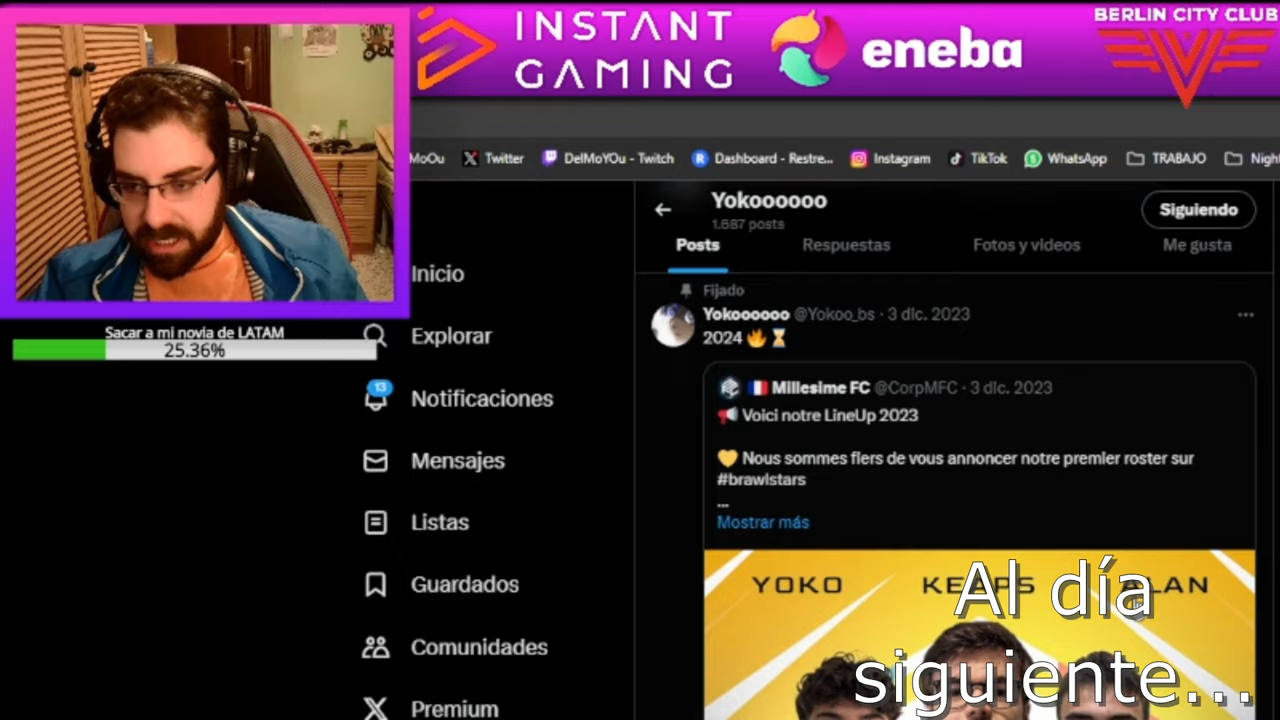 INSTANT
GAMING
eneba
BERLIN CITY CLUB
MoOu
Twitter
DelMoYOu - Twitch
Dashboard - Restre...
Instagram
TikTok
WhatsApp
TRABAJO
Nigh
Yokoooooo
1.687 posts
Siguiendo
Posts
Respuestas
Fotos y videos
Me gusta
Fijado
Yokoooooo @Yokoo_bs · 3 dic. 2023
2024 🔥⏳
Millesime FC @CorpMFC · 3 dic. 2023
Voici notre LineUp 2023
💛 Nous sommes fiers de vous annoncer notre premier roster sur
#brawlstars
...
Mostrar más
YOKO
Al día
siguiente...
Sacar a mi novia de LATAM
25.36%
Inicio
Explorar
13
Notificaciones
Mensajes
Listas
Guardados
Comunidades
Premium